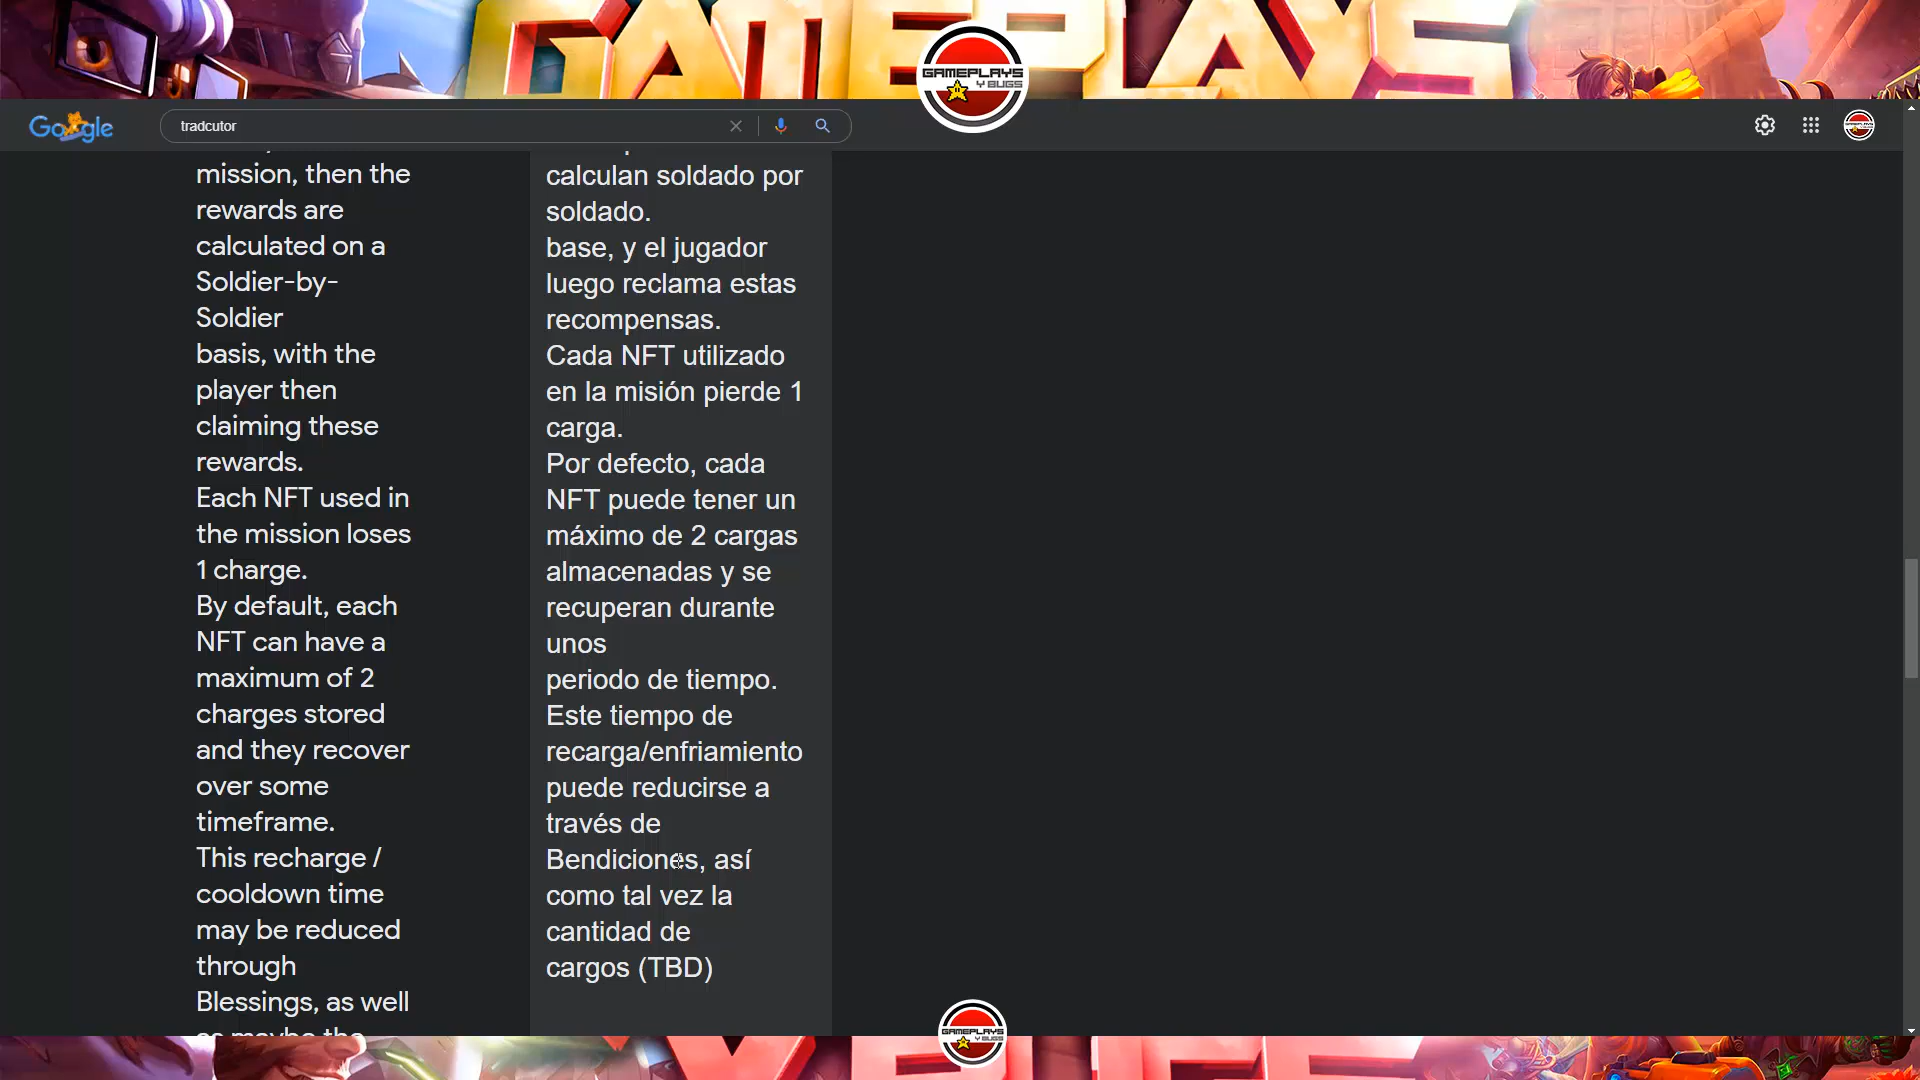 GAMEPLAYS
GAMEPLAYS
Y BUGS
Google
tradcutor
mission, then the
rewards are
calculated on a
Soldier-by-
Soldier
basis, with the
player then
claiming these
rewards.
Each NFT used in
the mission loses
1 charge.
By default, each
NFT can have a
maximum of 2
charges stored
and they recover
over some
timeframe.
This recharge /
cooldown time
may be reduced
through
Blessings, as well
as maybe the
calculan soldado por
soldado.
base, y el jugador
luego reclama estas
recompensas.
Cada NFT utilizado
en la misión pierde 1
carga.
Por defecto, cada
NFT puede tener un
máximo de 2 cargas
almacenadas y se
recuperan durante
unos
periodo de tiempo.
Este tiempo de
recarga/enfriamiento
puede reducirse a
través de
Bendiciones, así
como tal vez la
cantidad de
cargos (TBD)
GAMEPLAYS
Y BUGS